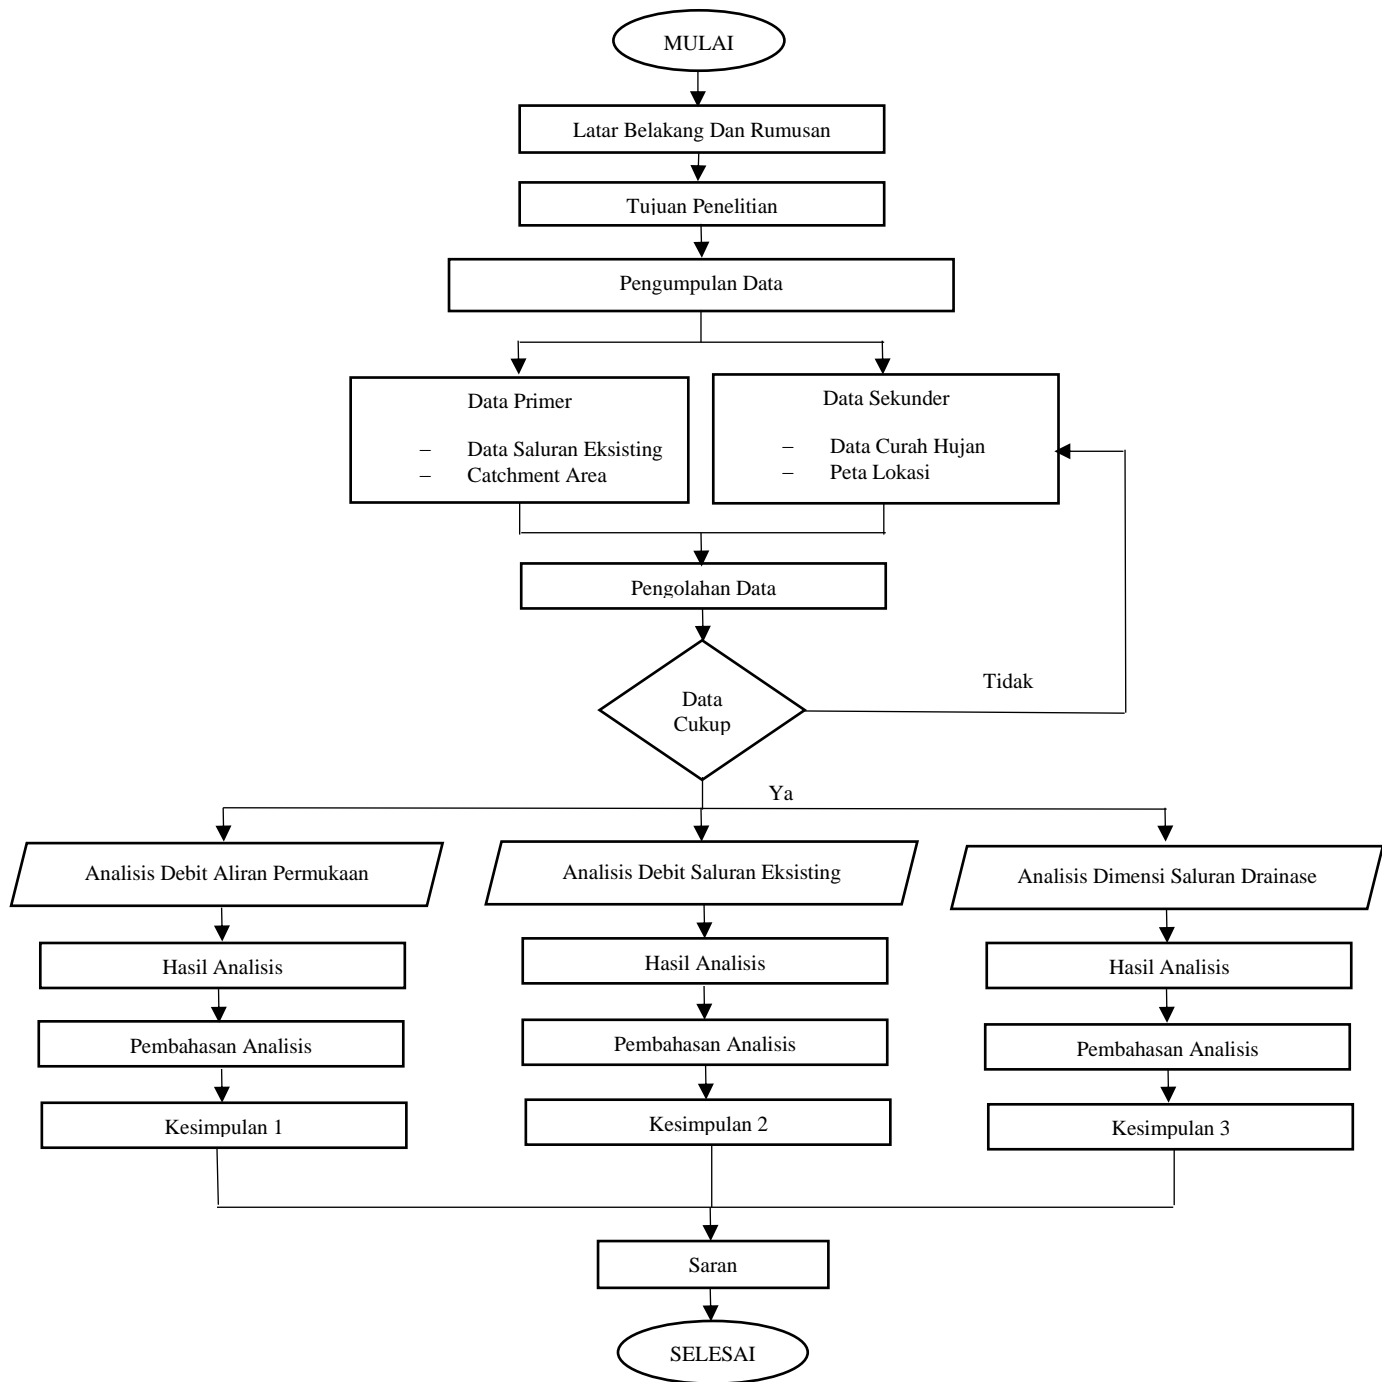 MULAI
Latar Belakang Dan Rumusan
Tujuan Penelitian
Pengumpulan Data
Data Primer
– Data Saluran Eksisting
– Catchment Area
Data Sekunder
– Data Curah Hujan
– Peta Lokasi
Pengolahan Data
Data
Cukup
Tidak
Ya
Analisis Debit Aliran Permukaan
Analisis Debit Saluran Eksisting
Analisis Dimensi Saluran Drainase
Hasil Analisis
Hasil Analisis
Hasil Analisis
Pembahasan Analisis
Pembahasan Analisis
Pembahasan Analisis
Kesimpulan 1
Kesimpulan 2
Kesimpulan 3
Saran
SELESAI